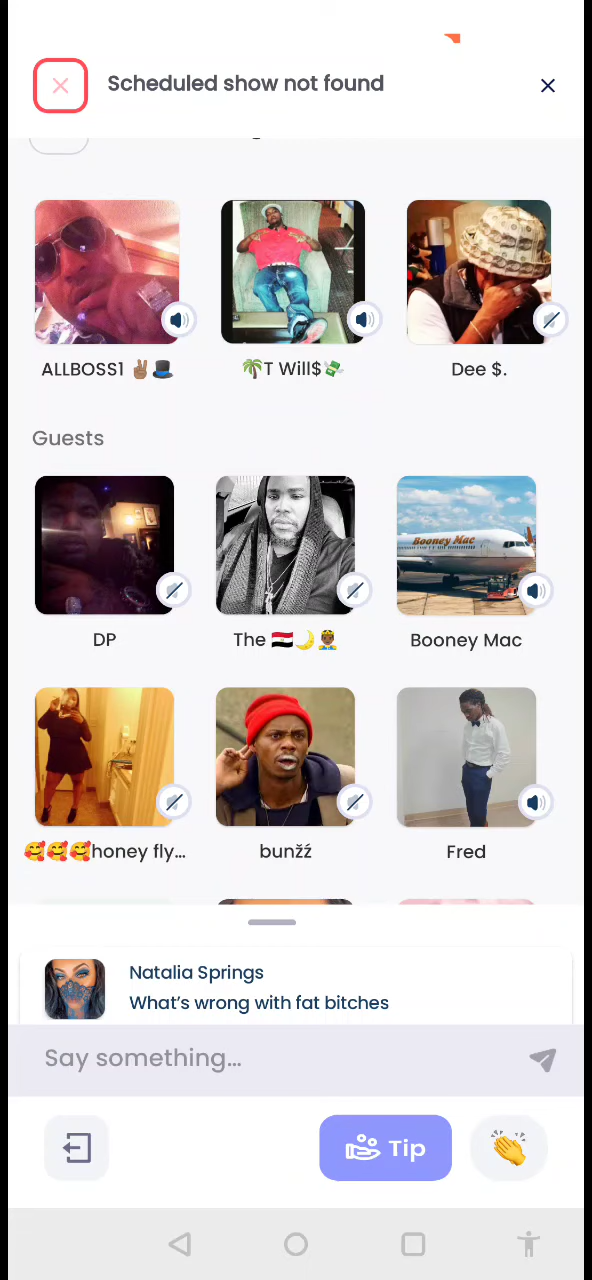 Scheduled show not found
ALLBOSS1 ✌🏽🎩
🌴T Will$💸
Dee $.
Guests
Booney Mac
DP
The 🇪🇬🌙🤴🏾
Booney Mac
🥰🥰🥰honey fly...
bunžź
Fred
Natalia Springs
What's wrong with fat bitches
Say something...
Tip